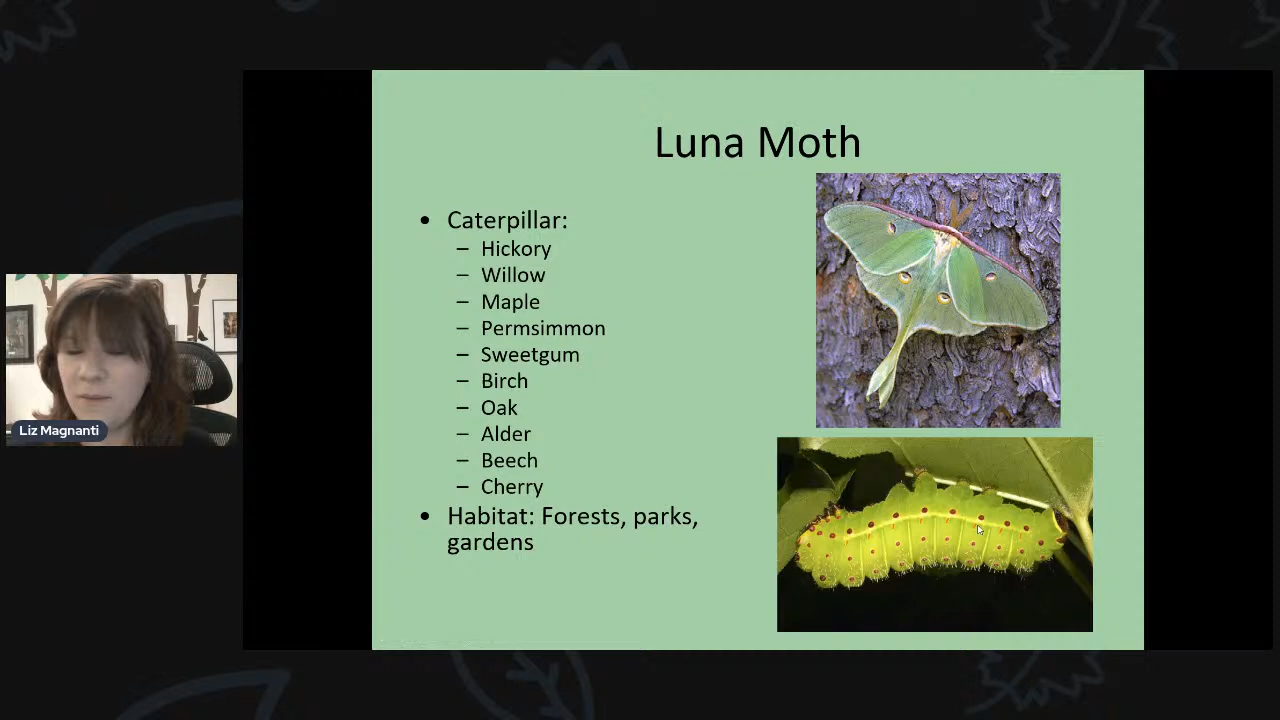 Luna Moth
• Caterpillar:
– Hickory
– Willow
– Maple
– Permsimmon
– Sweetgum
– Birch
– Oak
– Alder
– Beech
– Cherry
• Habitat: Forests, parks,
gardens
Liz Magnanti